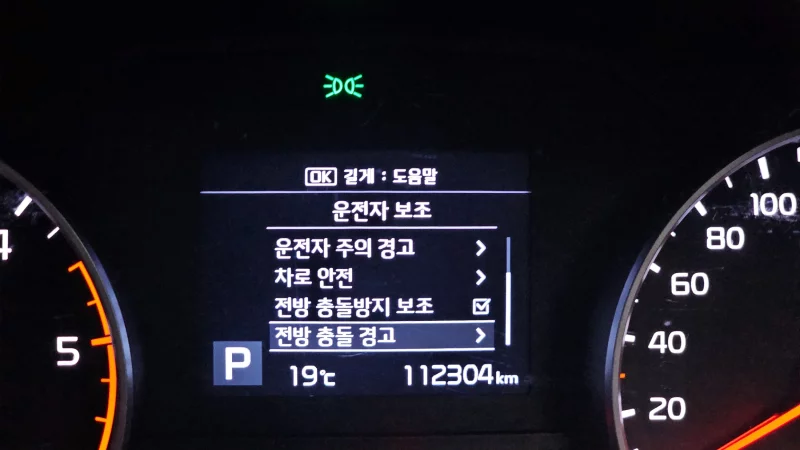 OK 길게 : 도움말
운전자 보조
운전자 주의 경고
차로 안전
전방 충돌방지 보조
전방 충돌 경고
P 19℃ 112304 km
4
5
100
80
60
40
20